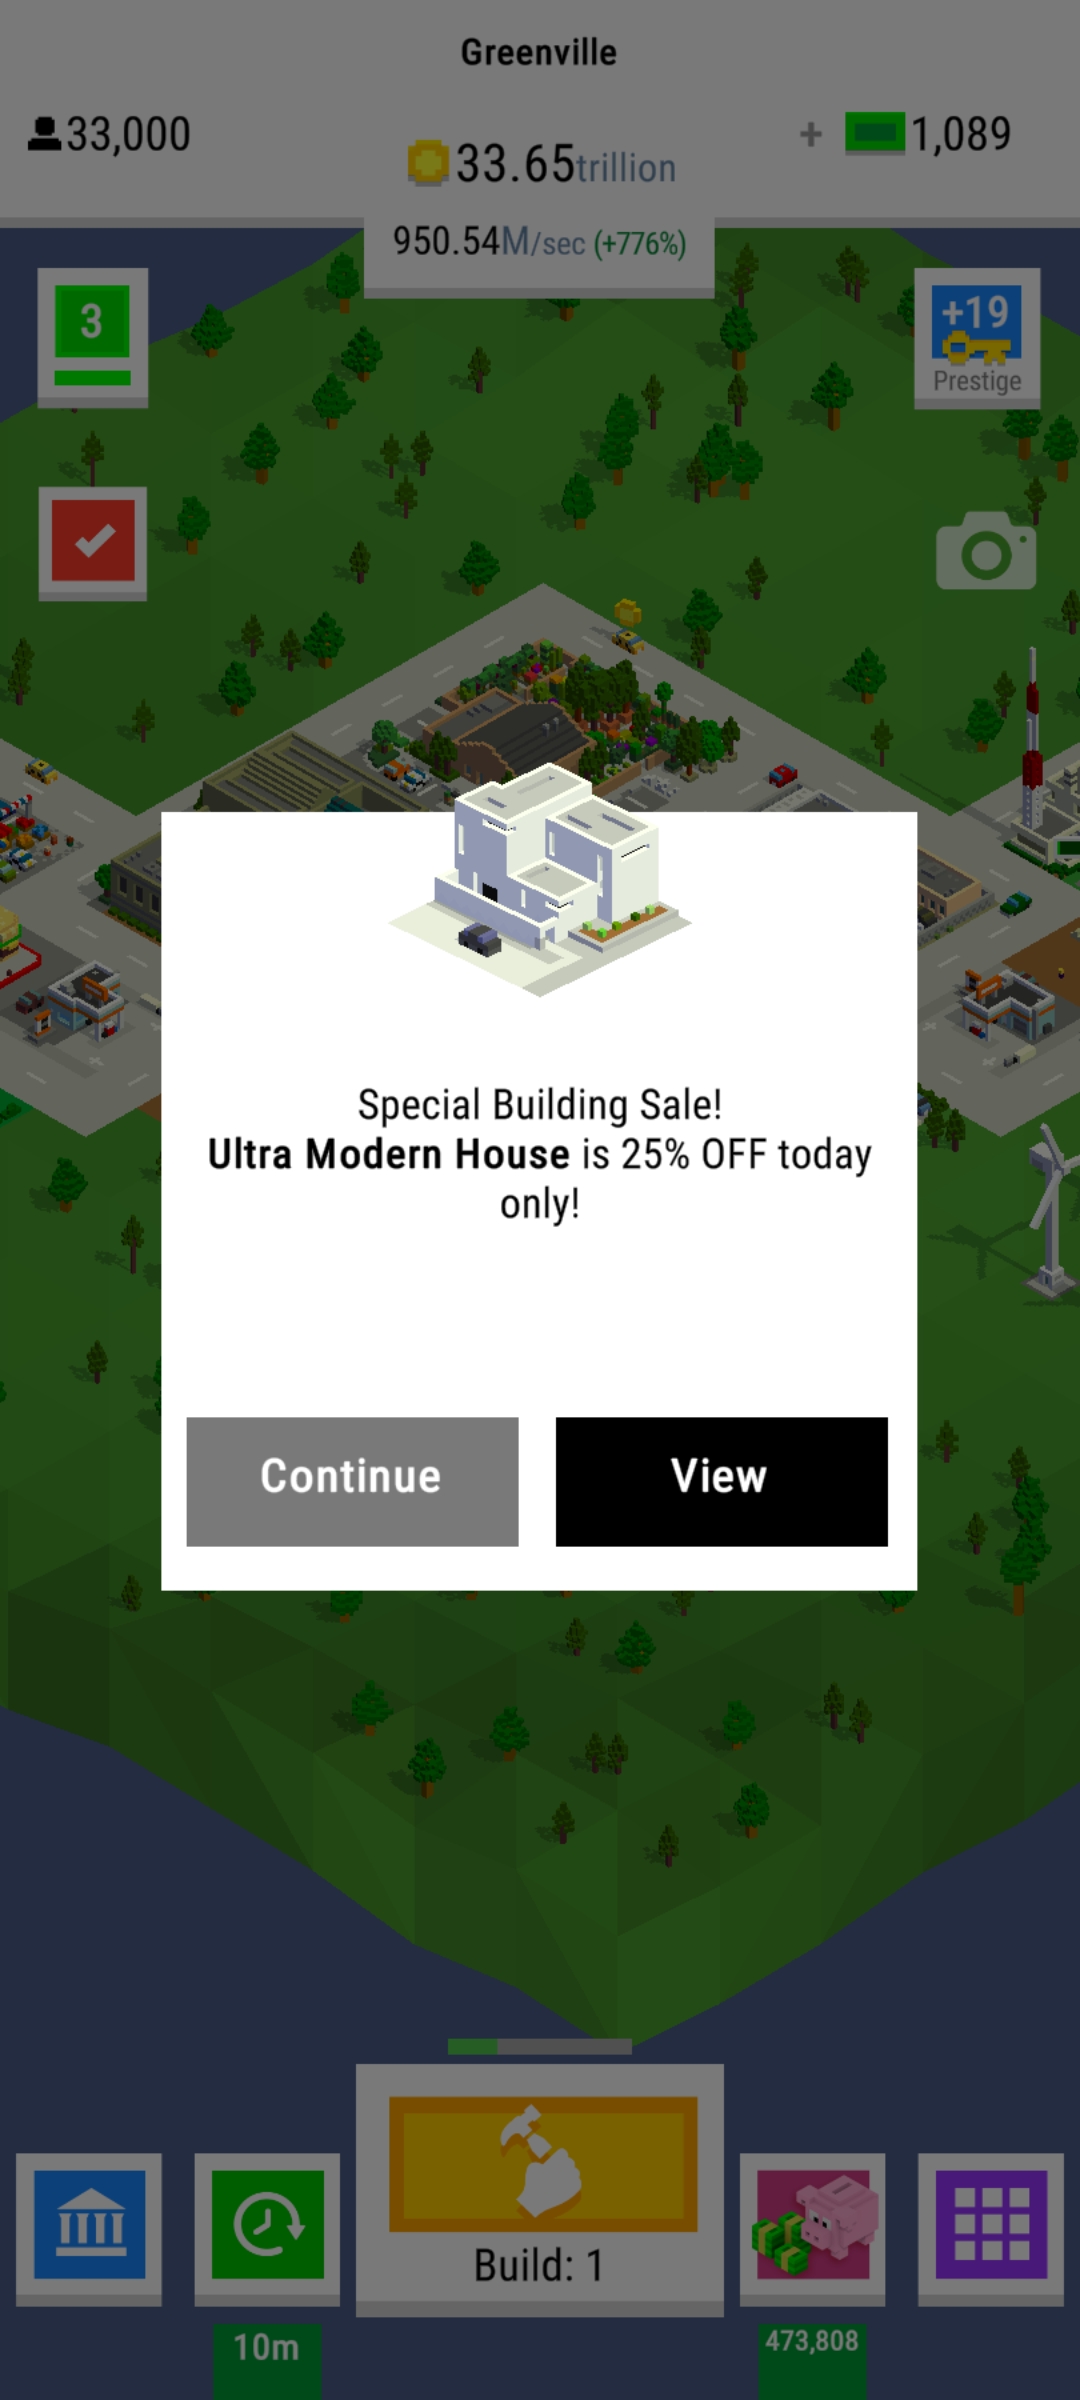 Greenville
33,000
33.65trillion
+ 1,089
950.54M/sec (+776%)
3
+19
Prestige
Special Building Sale!
Ultra Modern House is 25% OFF today
only!
Continue
View
Build: 1
10m
473,808